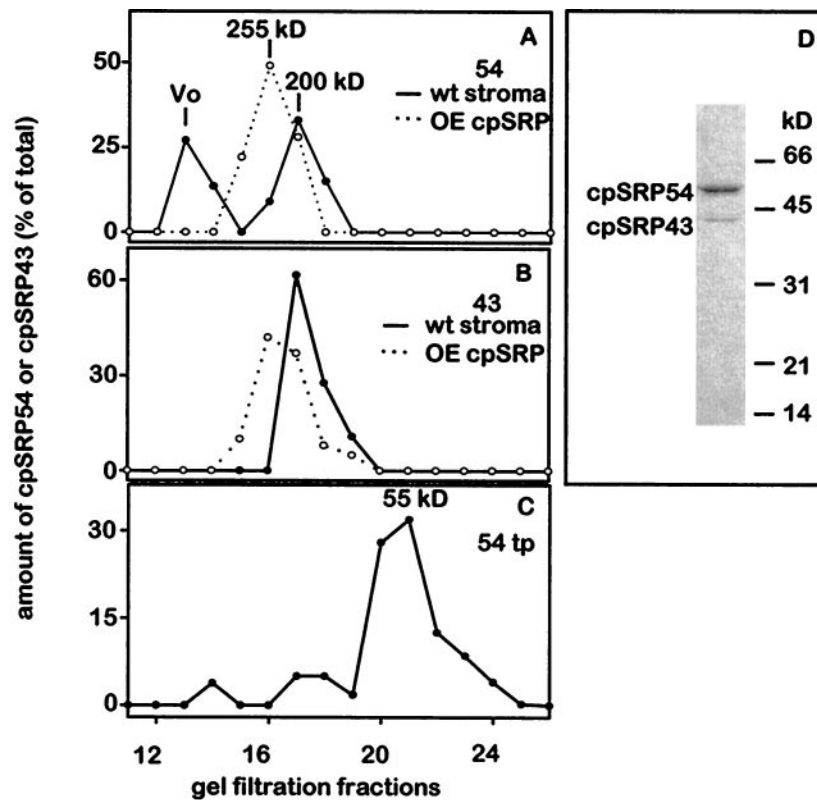 amount of cpSRP54 or cpSRP43 (% of total)
A
255 kD
200 kD
Vo
54
wt stroma
OE cpSRP
50
25
0
B
43
wt stroma
OE cpSRP
60
30
0
C
55 kD
54 tp
30
15
0
12 16 20 24
gel filtration fractions
D
kD
66
cpSRP54
45
cpSRP43
31
21
14